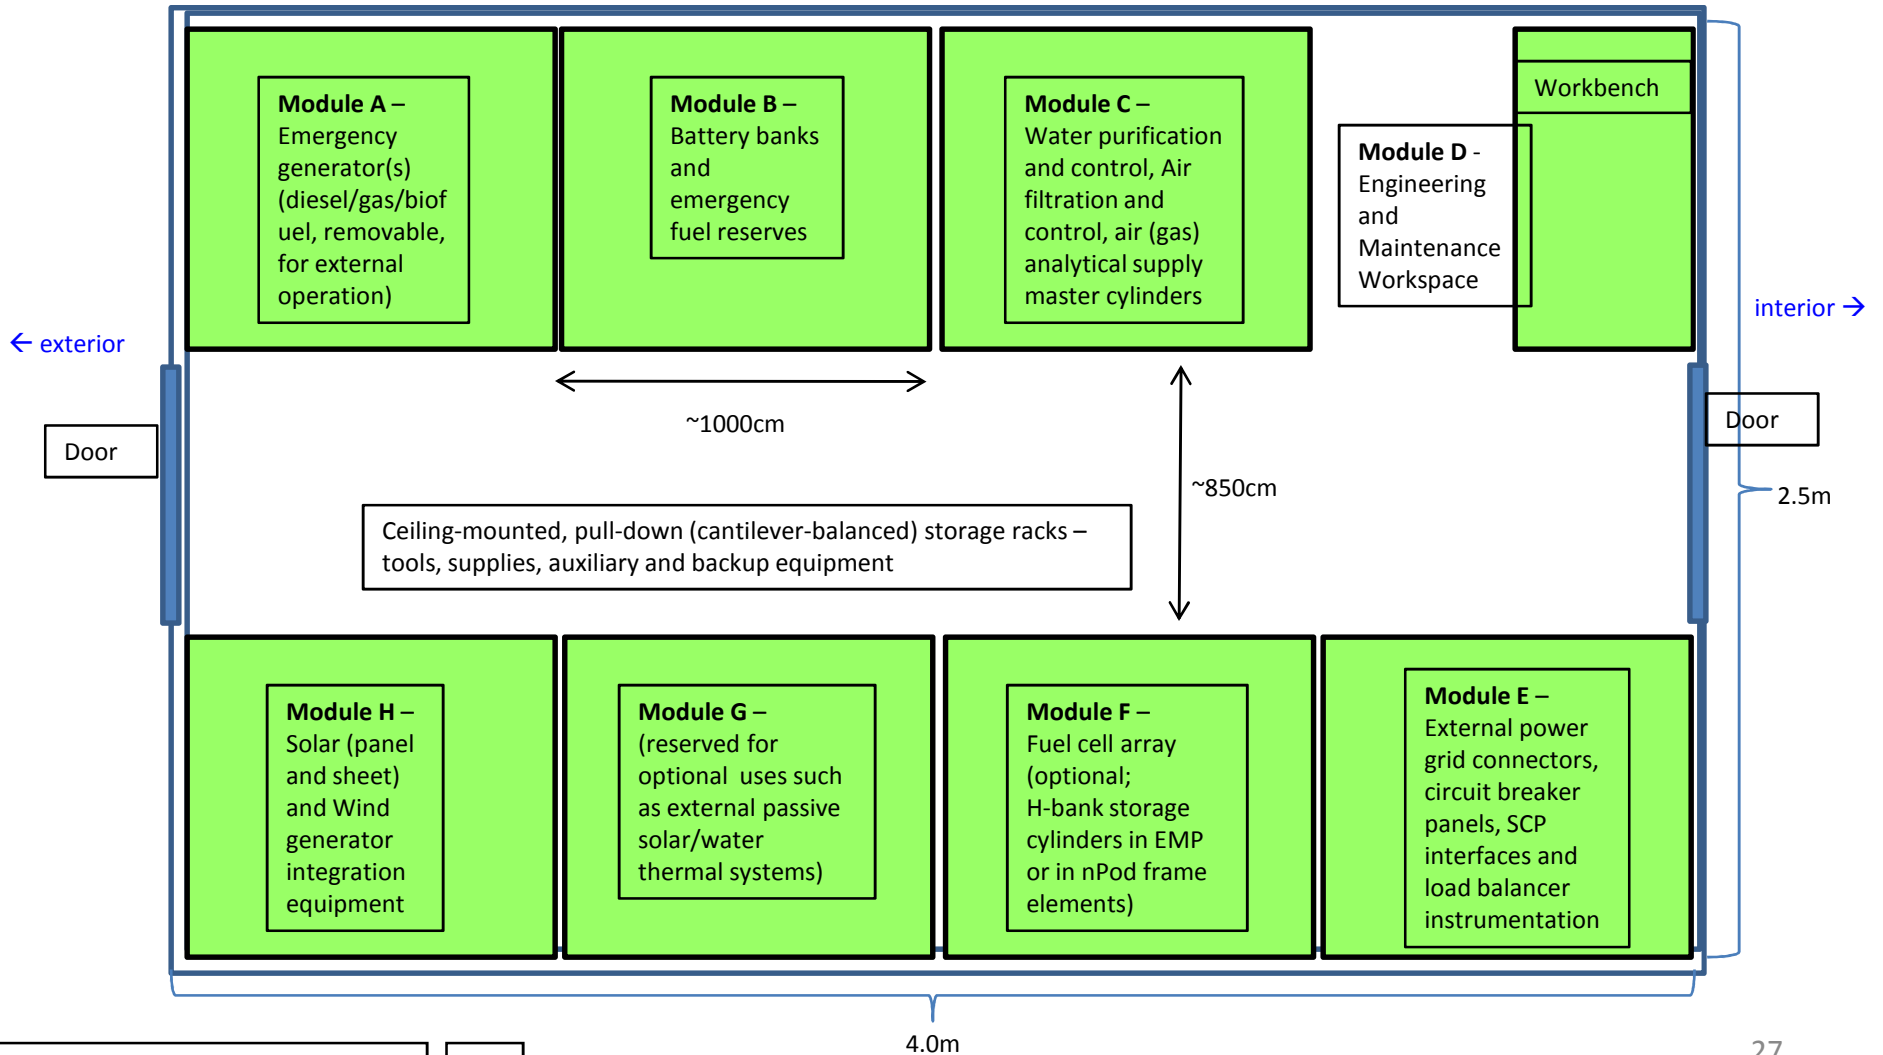 Module A –
Emergency
generator(s)
(diesel/gas/biof
uel, removable,
for external
operation)
Module B –
Battery banks
and
emergency
fuel reserves
Module C –
Water purification
and control, Air
filtration and
control, air (gas)
analytical supply
master cylinders
Module D -
Engineering
and
Maintenance
Workspace
Workbench
← exterior
interior →
~1000cm
Door
Door
~850cm
2.5m
Ceiling-mounted, pull-down (cantilever-balanced) storage racks –
tools, supplies, auxiliary and backup equipment
Module H –
Solar (panel
and sheet)
and Wind
generator
integration
equipment
Module G –
(reserved for
optional  uses such
as external passive
solar/water
thermal systems)
Module F –
Fuel cell array
(optional;
H-bank storage
cylinders in EMP
or in nPod frame
elements)
Module E –
External power
grid connectors,
circuit breaker
panels, SCP
interfaces and
load balancer
instrumentation
4.0m
27